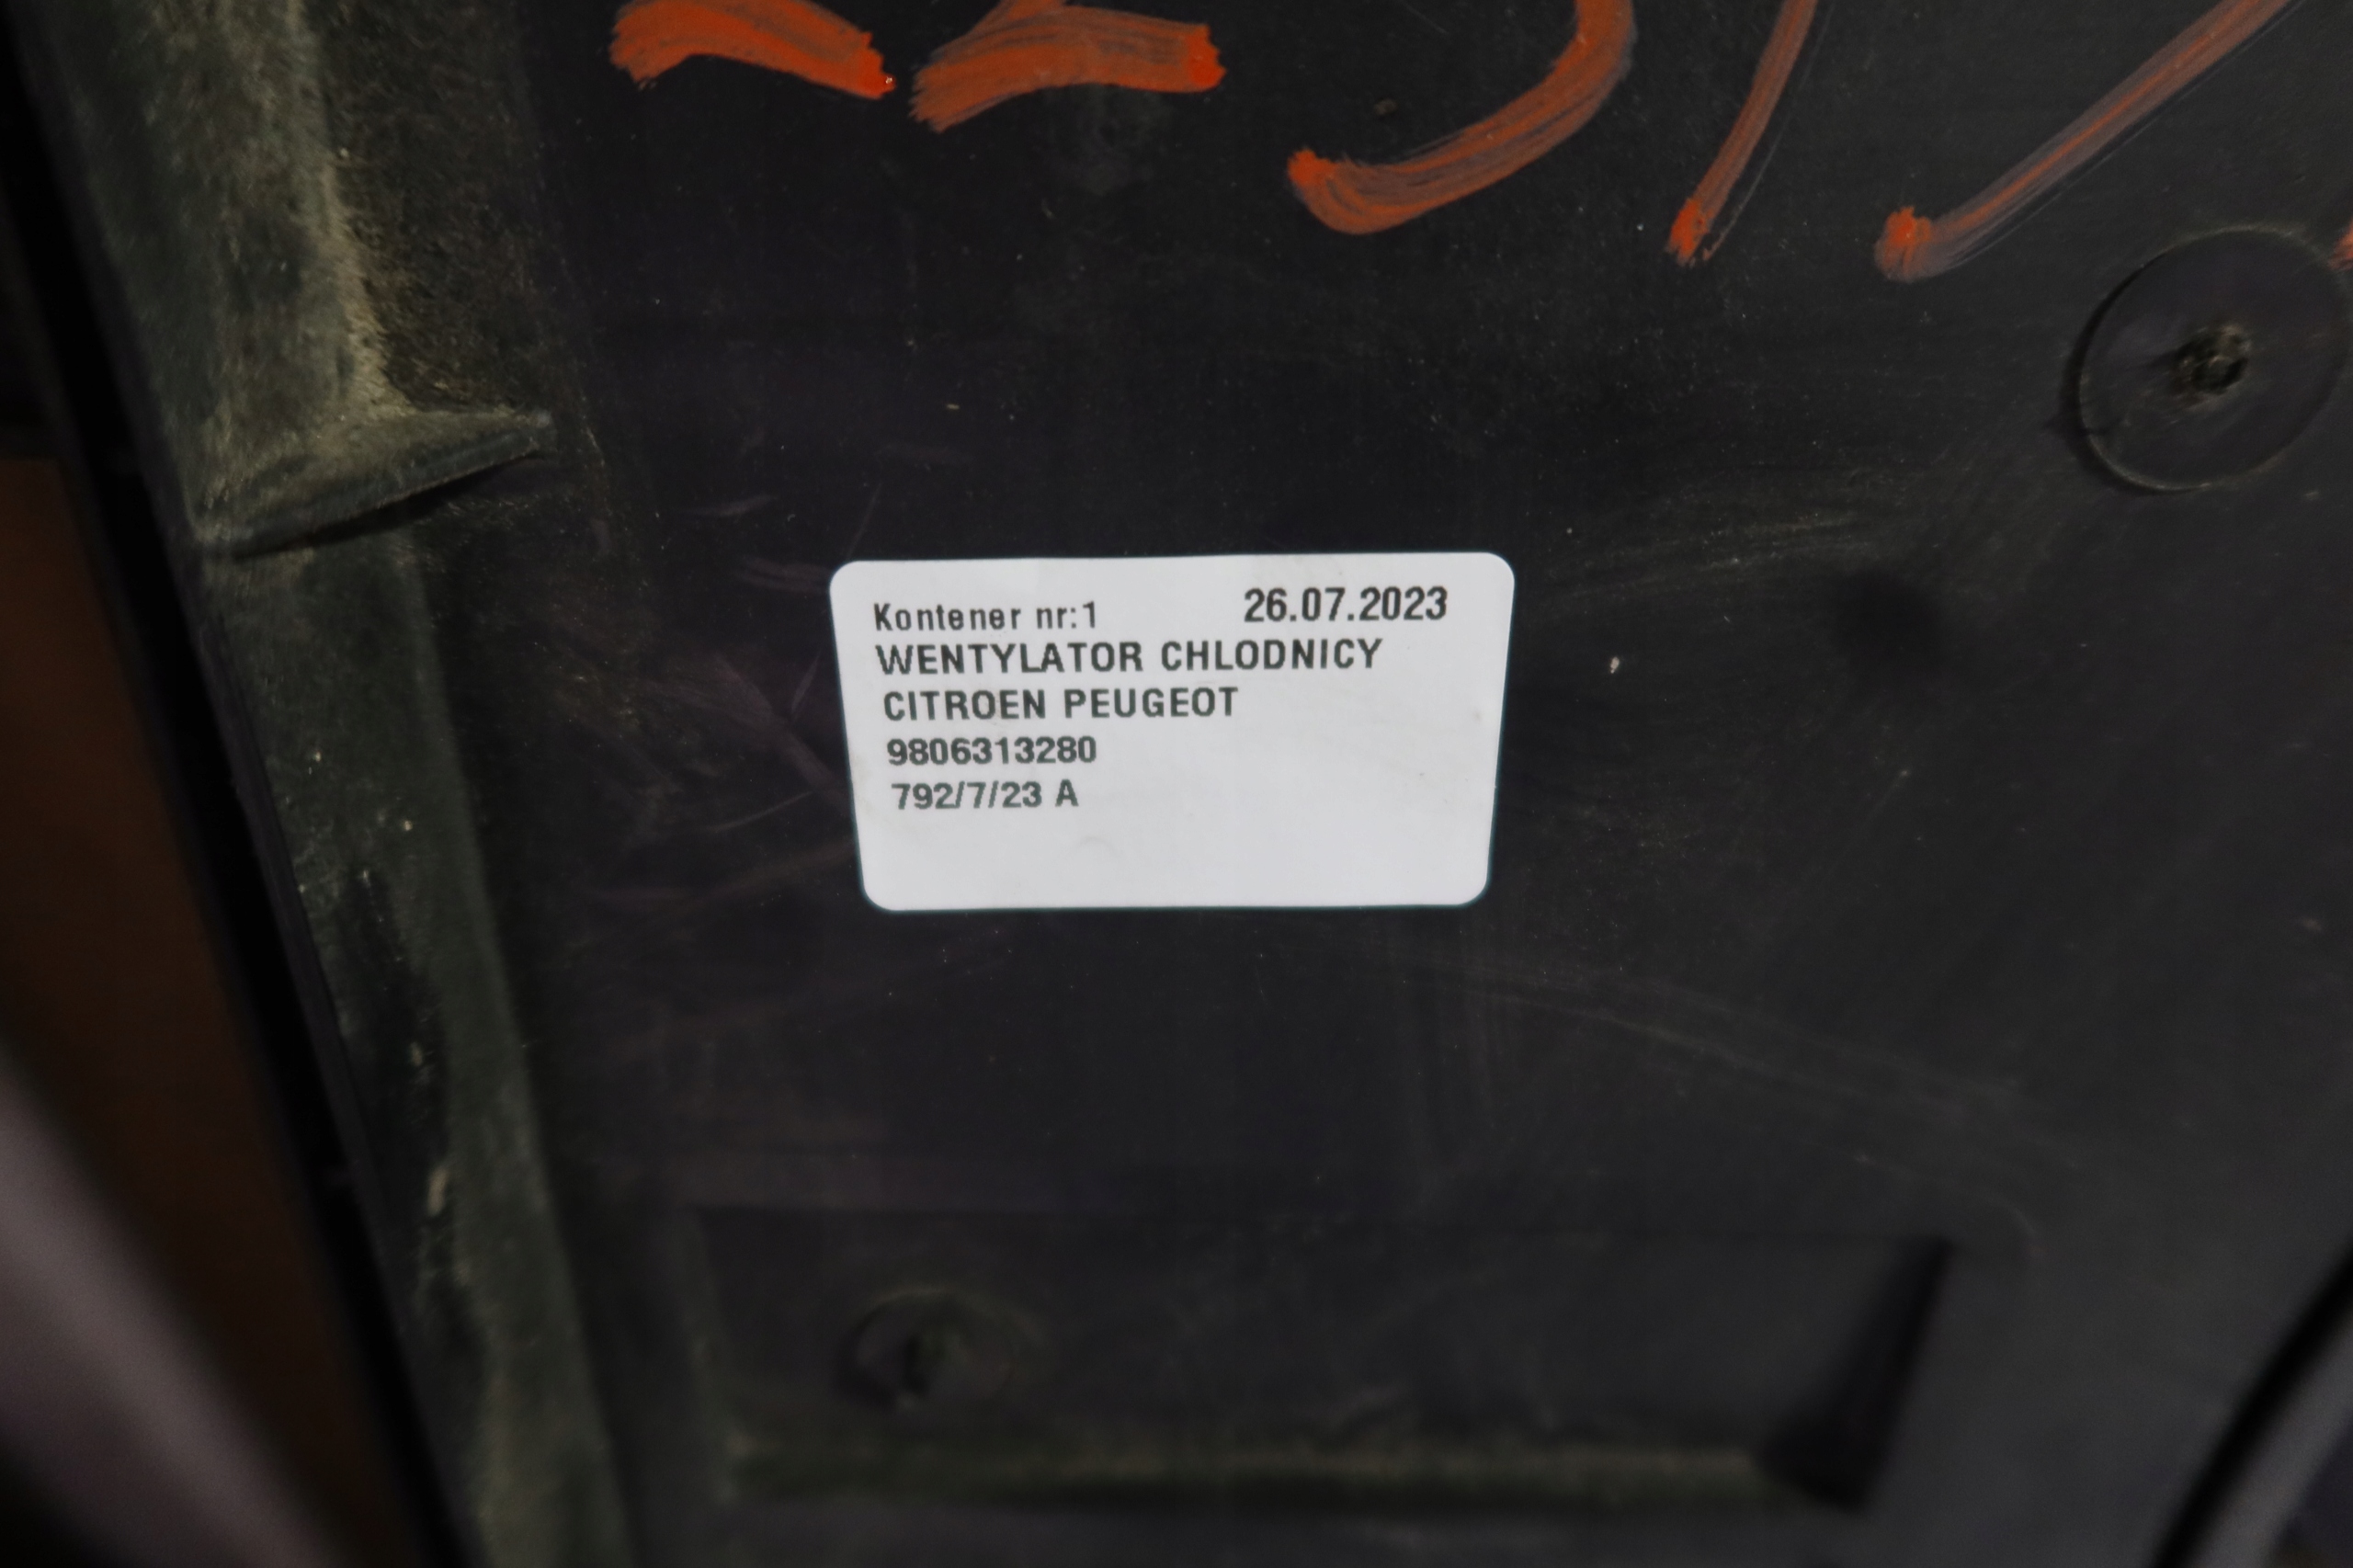 Kontener nr:1 26.07.2023
WENTYLATOR CHLODNICY
CITROEN PEUGEOT
9806313280
792/7/23 A